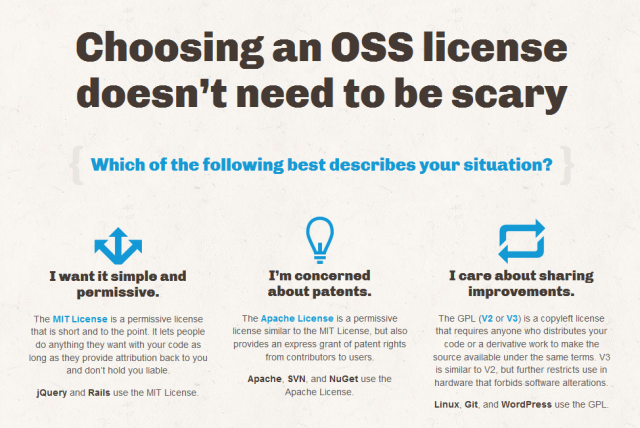 Choosing an OSS license
doesn't need to be scary
{ Which of the following best describes your situation? }
I want it simple and
permissive.
The MIT License is a permissive license
that is short and to the point. It lets people
do anything they want with your code as
long as they provide attribution back to you
and don't hold you liable.
jQuery and Rails use the MIT License.
I'm concerned
about patents.
The Apache License is a permissive
license similar to the MIT License, but also
provides an express grant of patent rights
from contributors to users.
Apache, SVN, and NuGet use the
Apache License.
I care about sharing
improvements.
The GPL (V2 or V3) is a copyleft license
that requires anyone who distributes your
code or a derivative work to make the
source available under the same terms. V3
is similar to V2, but further restricts use in
hardware that forbids software alterations.
Linux, Git, and WordPress use the GPL.